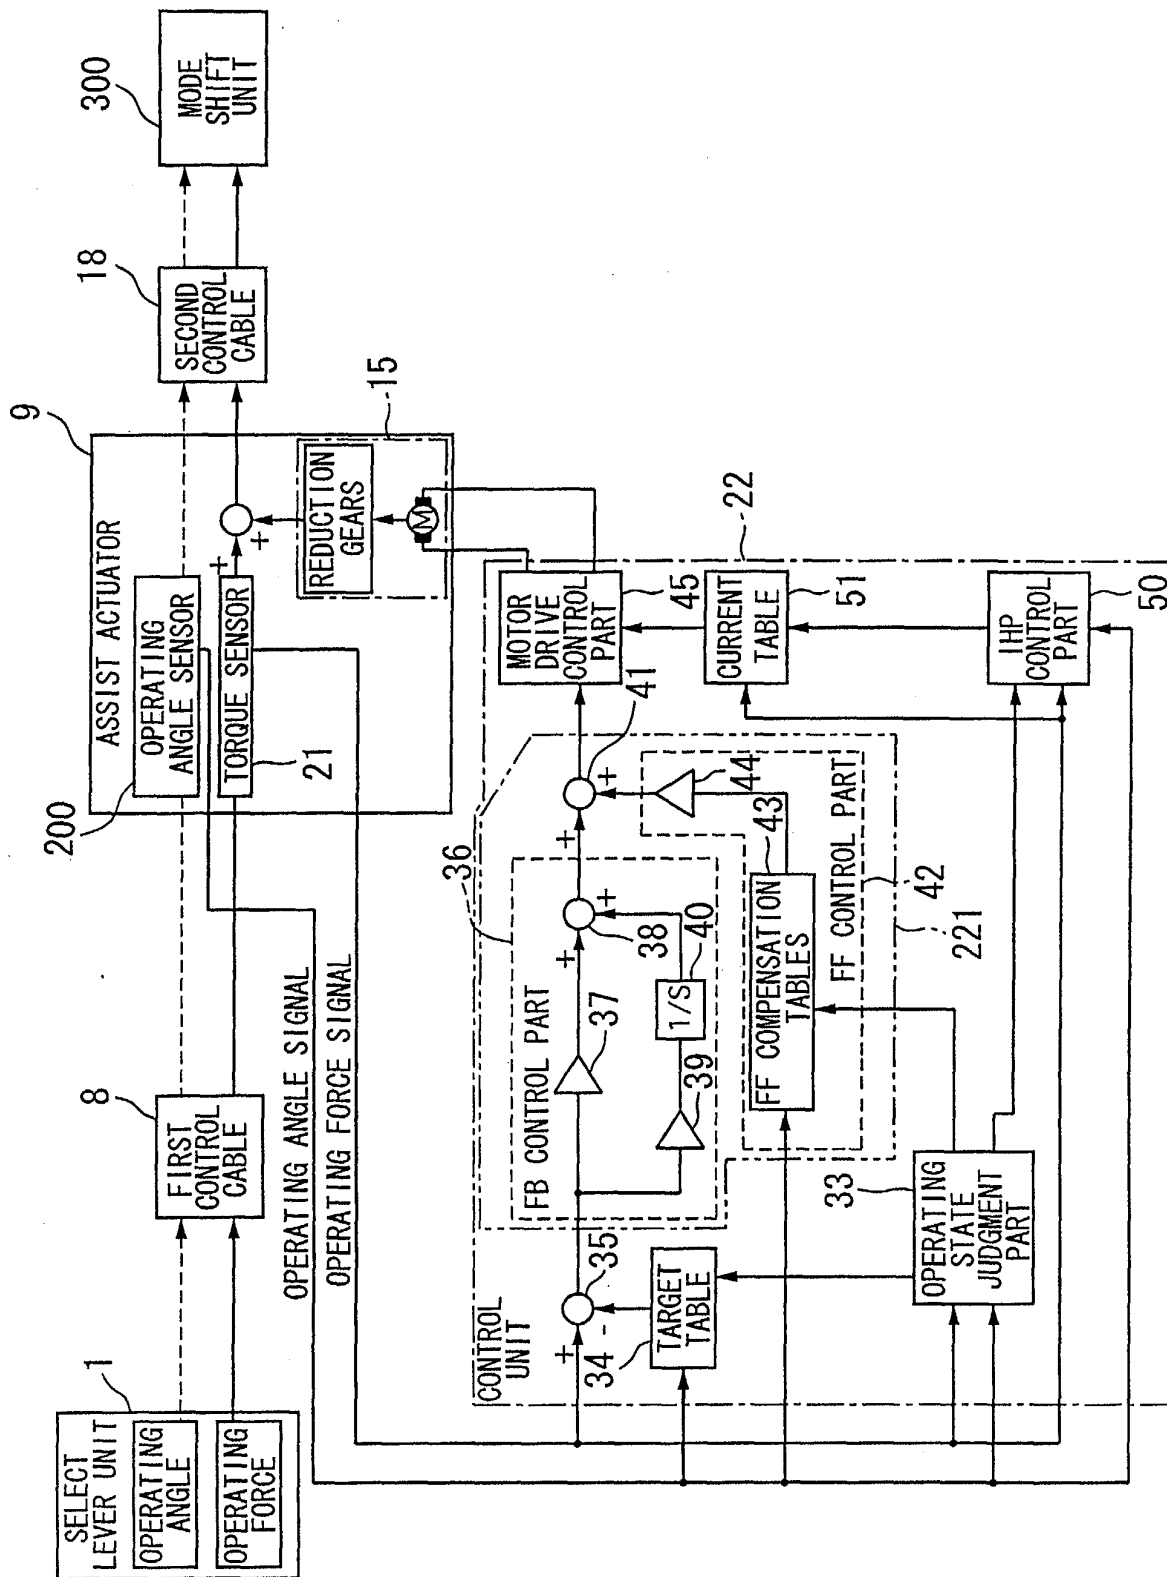 SELECT
LEVER UNIT
1
OPERATING
ANGLE
OPERATING
FORCE
8
FIRST
CONTROL
CABLE
OPERATING ANGLE SIGNAL
OPERATING FORCE SIGNAL
9
ASSIST ACTUATOR
200
OPERATING
ANGLE SENSOR
TORQUE SENSOR
21
+
+
REDUCTION
GEARS
M
15
18
SECOND
CONTROL
CABLE
300
MODE
SHIFT
UNIT
CONTROL
UNIT
22
+
-
35
34
TARGET
TABLE
36
FB CONTROL PART
37
38
+
+
39
1/S
40
41
+
+
44
43
FF COMPENSATION
TABLES
FF CONTROL PART
42
221
33
OPERATING
STATE
JUDGMENT
PART
MOTOR
DRIVE
CONTROL
PART
45
CURRENT
TABLE
51
IHP
CONTROL
PART
50